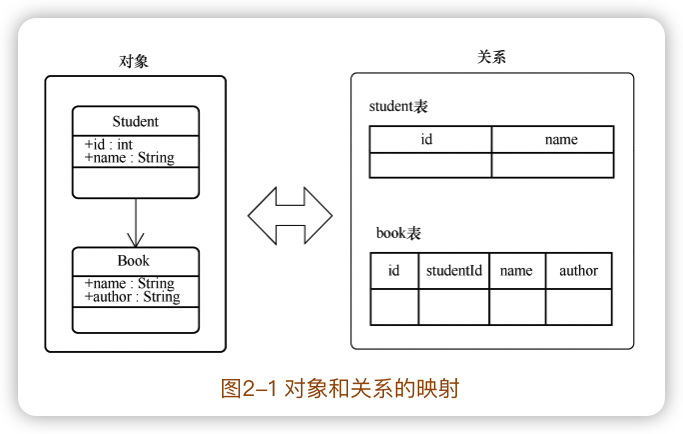 对象
Student
+id : int
+name : String
Book
+name : String
+author : String
关系
student表
id name
book表
id studentId name author
图2-1 对象和关系的映射